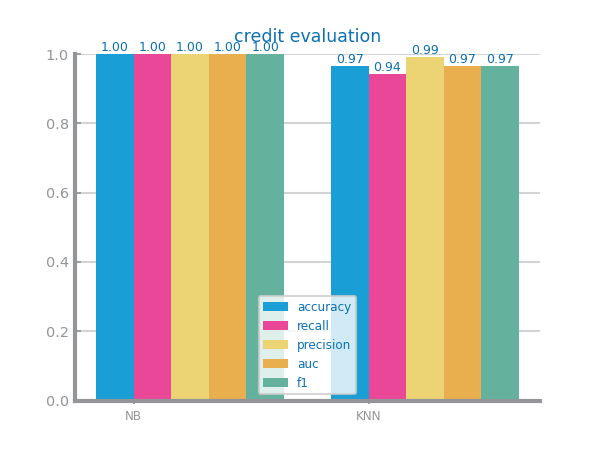 credit evaluation
1.00 1.00 1.00 1.00 1.00 0.97 0.94 0.99 0.97 0.97
1.0
0.8
0.6
0.4
0.2
0.0
accuracy
recall
precision
auc
f1
NB KNN